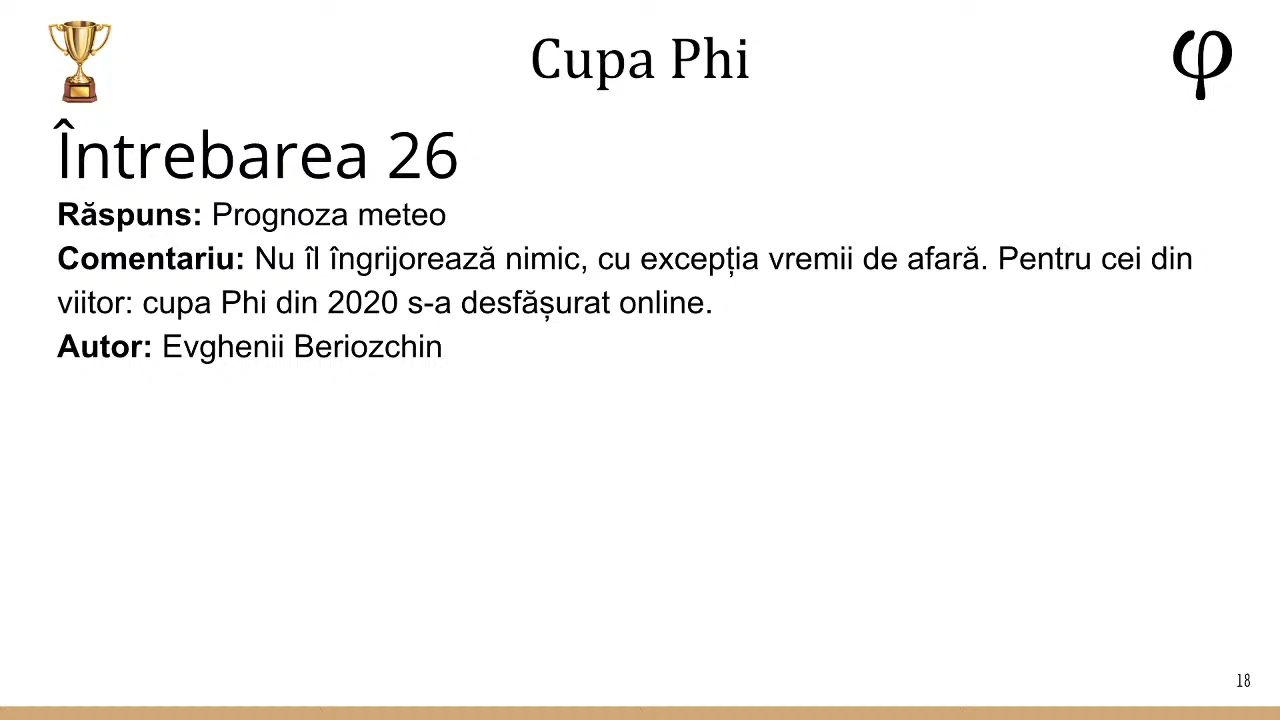 Cupa Phi
φ
Întrebarea 26
Răspuns: Prognoza meteo
Comentariu: Nu îl îngrijorează nimic, cu excepția vremii de afară. Pentru cei din
viitor: cupa Phi din 2020 s-a desfășurat online.
Autor: Evghenii Beriozchin
18